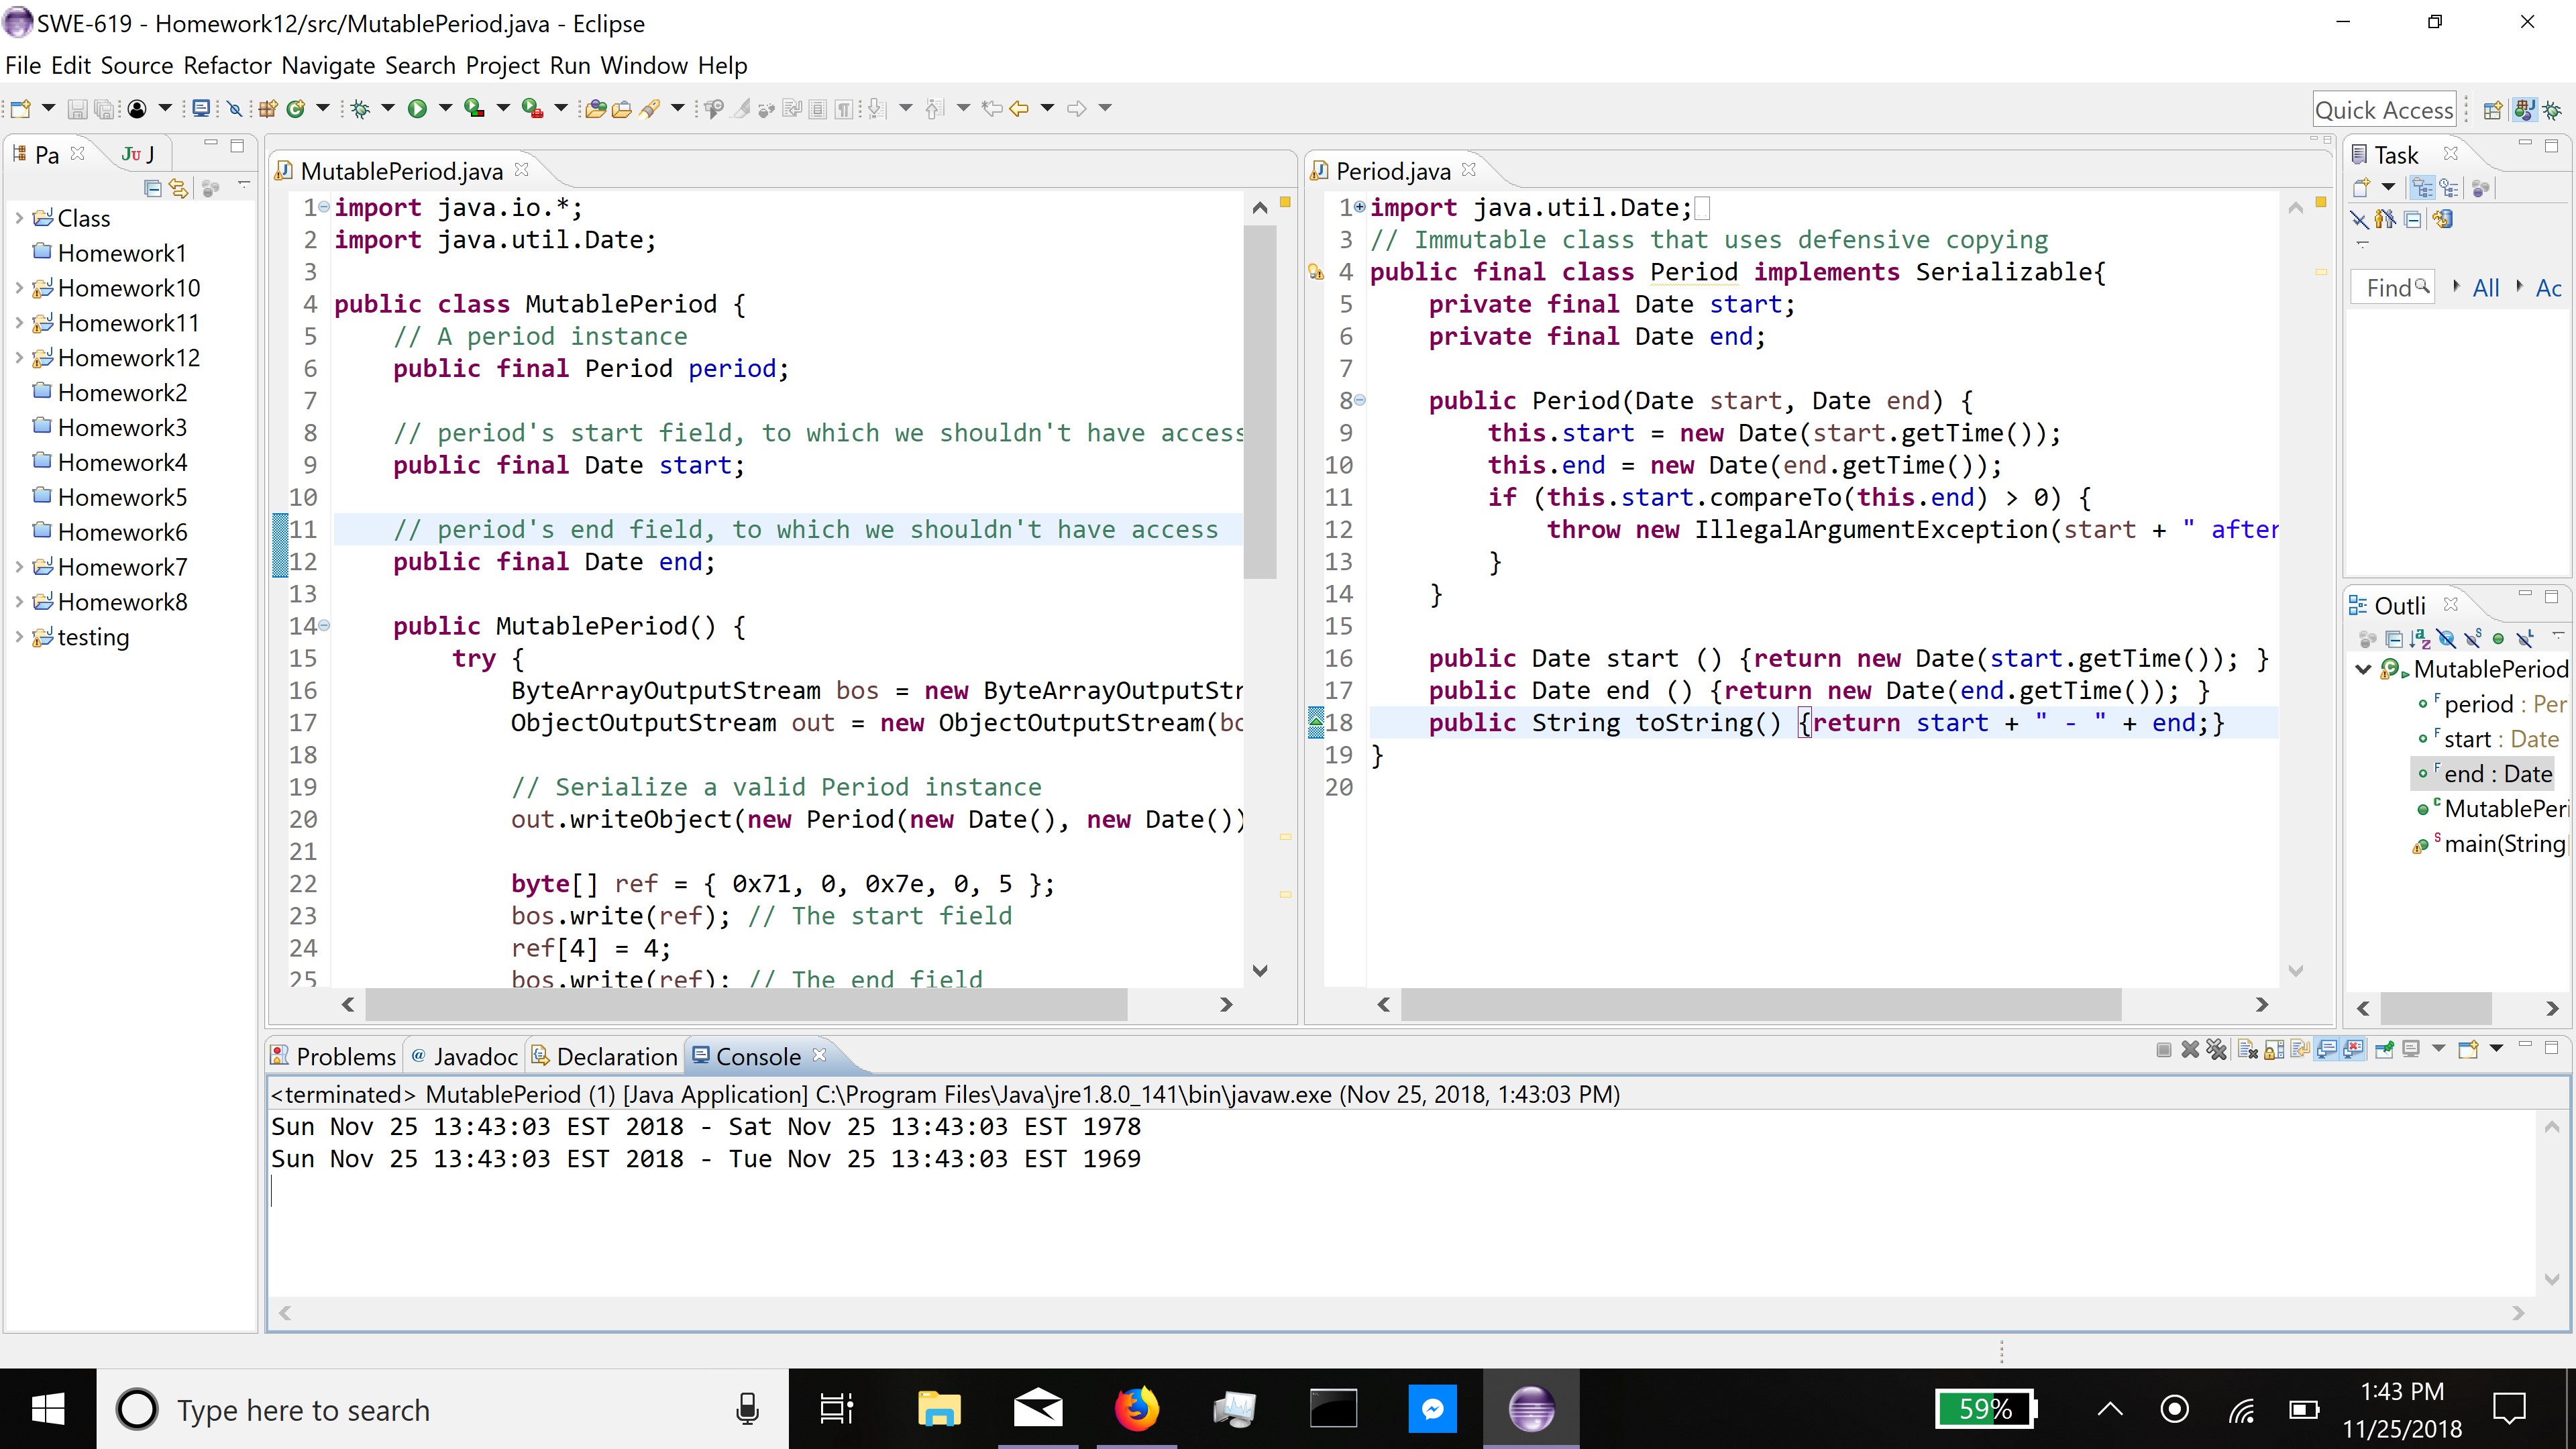 SWE-619 - Homework12/src/MutablePeriod.java - Eclipse
File Edit Source Refactor Navigate Search Project Run Window Help
Quick Access
Pa
Ju J
Class
Homework1
Homework10
Homework11
Homework12
Homework2
Homework3
Homework4
Homework5
Homework6
Homework7
Homework8
testing
MutablePeriod.java
1 import java.io.*;
2 import java.util.Date;
3
4 public class MutablePeriod {
5 // A period instance
6 public final Period period;
7
8 // period's start field, to which we shouldn't have access
9 public final Date start;
10
11 // period's end field, to which we shouldn't have access
12 public final Date end;
13
14 public MutablePeriod() {
15 try {
16 ByteArrayOutputStream bos = new ByteArrayOutputStr
17 ObjectOutputStream out = new ObjectOutputStream(bo
18
19 // Serialize a valid Period instance
20 out.writeObject(new Period(new Date(), new Date())
21
22 byte[] ref = { 0x71, 0, 0x7e, 0, 5 };
23 bos.write(ref); // The start field
24 ref[4] = 4;
25 bos.write(ref); // The end field
Period.java
1 import java.util.Date;
3 // Immutable class that uses defensive copying
4 public final class Period implements Serializable{
5 private final Date start;
6 private final Date end;
7
8 public Period(Date start, Date end) {
9 this.start = new Date(start.getTime());
10 this.end = new Date(end.getTime());
11 if (this.start.compareTo(this.end) > 0) {
12 throw new IllegalArgumentException(start + " after
13 }
14 }
15
16 public Date start () {return new Date(start.getTime()); }
17 public Date end () {return new Date(end.getTime()); }
18 public String toString() {return start + " - " + end;}
19 }
20
Task
Find
All
Ac
Outli
MutablePeriod
period : Per
start : Date
end : Date
MutablePeri
main(String
Problems
@ Javadoc
Declaration
Console
<terminated> MutablePeriod (1) [Java Application] C:\Program Files\Java\jre1.8.0_141\bin\javaw.exe (Nov 25, 2018, 1:43:03 PM)
Sun Nov 25 13:43:03 EST 2018 - Sat Nov 25 13:43:03 EST 1978
Sun Nov 25 13:43:03 EST 2018 - Tue Nov 25 13:43:03 EST 1969
Type here to search
59%
1:43 PM
11/25/2018